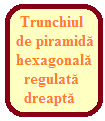 Trunchiul
de piramidă
hexagonală
regulată
dreaptă